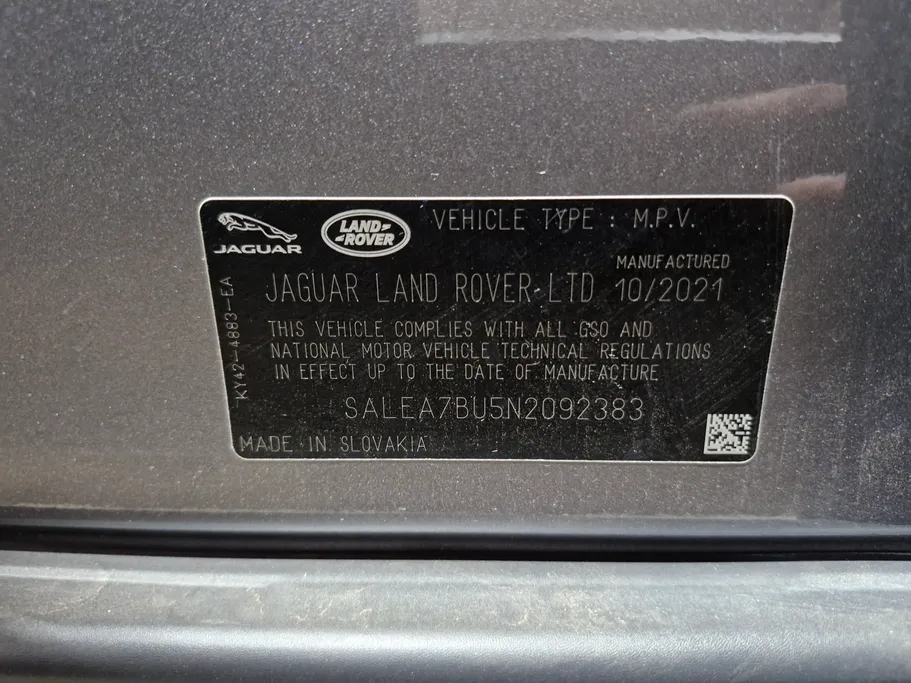 JAGUAR
LAND-
-ROVER
VEHICLE TYPE : M.P.V.
MANUFACTURED
JAGUAR LAND ROVER LTD 10/2021
THIS VEHICLE COMPLIES WITH ALL GSO AND
NATIONAL MOTOR VEHICLE TECHNICAL REGULATIONS
IN EFFECT UP TO THE DATE OF MANUFACTURE
SALEA7BU5N2092383
MADE IN SLOVAKIA
KY42-4883-EA